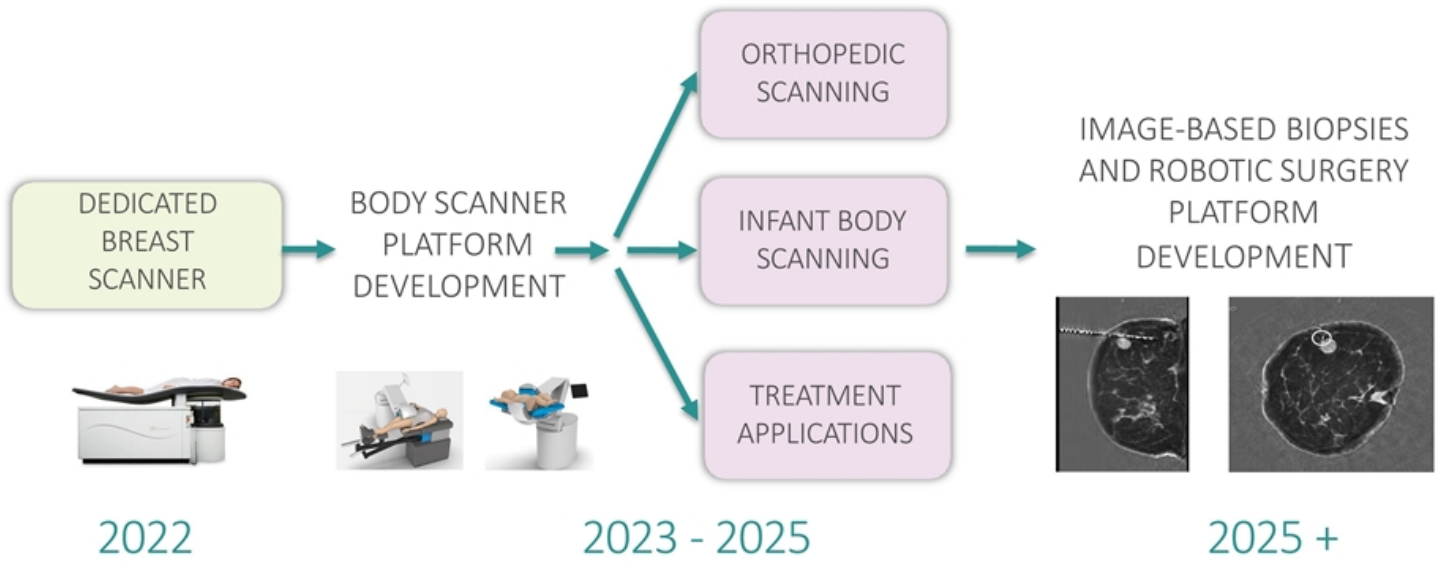 DEDICATED
BREAST
SCANNER
BODY SCANNER
PLATFORM
DEVELOPMENT
ORTHOPEDIC
SCANNING
INFANT BODY
SCANNING
TREATMENT
APPLICATIONS
IMAGE-BASED BIOPSIES
AND ROBOTIC SURGERY
PLATFORM
DEVELOPMENT
2022
2023 - 2025
2025 +